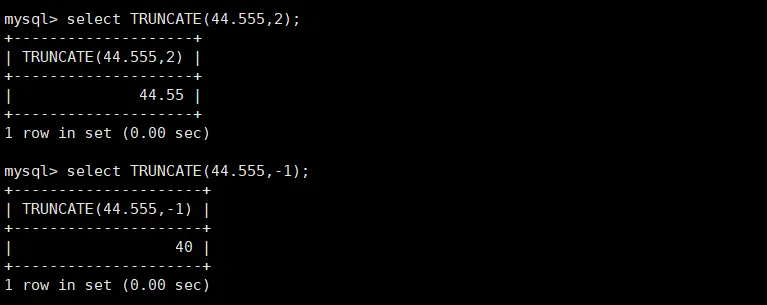 mysql> select TRUNCATE(44.555,2);
+--------------------+
| TRUNCATE(44.555,2) |
+--------------------+
|              44.55 |
+--------------------+
1 row in set (0.00 sec)

mysql> select TRUNCATE(44.555,-1);
+---------------------+
| TRUNCATE(44.555,-1) |
+---------------------+
|                  40 |
+---------------------+
1 row in set (0.00 sec)